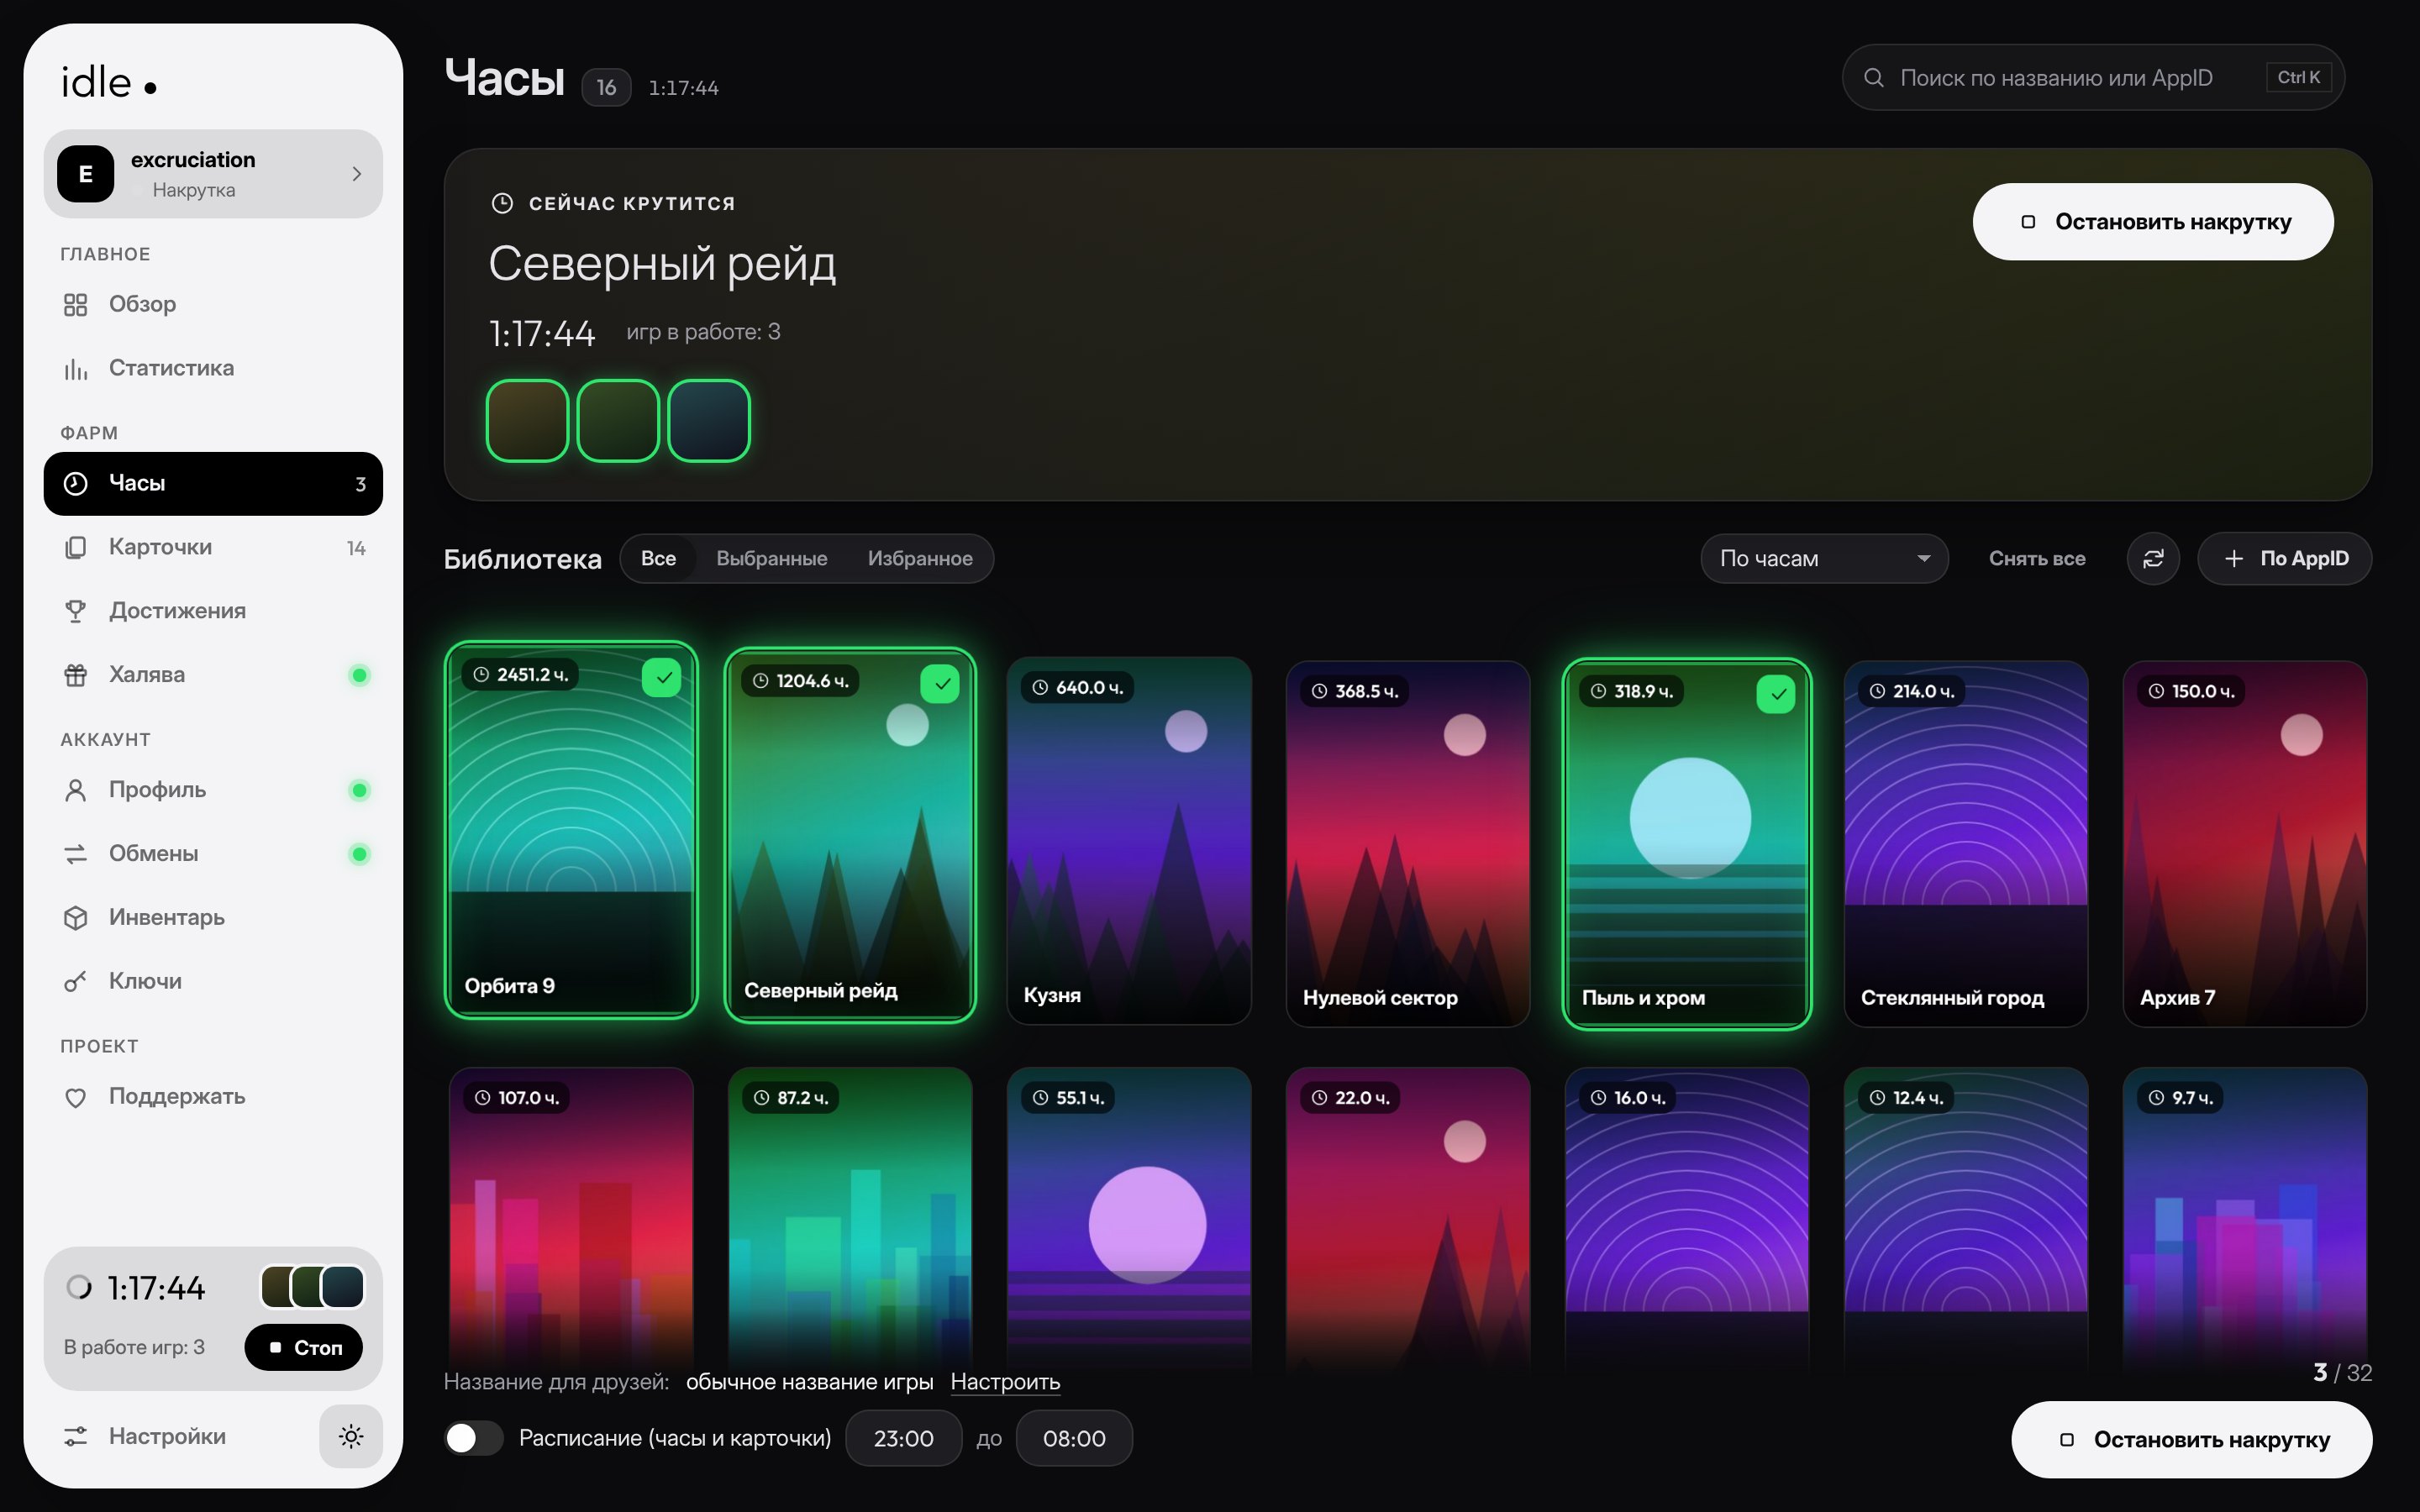 idle
E
excruciation
Накрутка
ГЛАВНОЕ
Обзор
Статистика
ФАРМ
Часы 3
Карточки 14
Достижения
Халява
АККАУНТ
Профиль
Обмены
Инвентарь
Ключи
ПРОЕКТ
Поддержать
1:17:44
В работе игр: 3 Стоп
Настройки
Часы 16 1:17:44
Поиск по названию или AppID Ctrl K
СЕЙЧАС КРУТИТСЯ
Остановить накрутку
Северный рейд
1:17:44 игр в работе: 3
Библиотека Все Выбранные Избранное По часам Снять все По AppID
2451.2 ч. 1204.6 ч. 640.0 ч. 368.5 ч. 318.9 ч. 214.0 ч. 150.0 ч.
Орбита 9 Северный рейд Кузня Нулевой сектор Пыль и хром Стеклянный город Архив 7
107.0 ч. 87.2 ч. 55.1 ч. 22.0 ч. 16.0 ч. 12.4 ч. 9.7 ч.
Название для друзей: обычное название игры Настроить
3 / 32
Расписание (часы и карточки) 23:00 до 08:00
Остановить накрутку